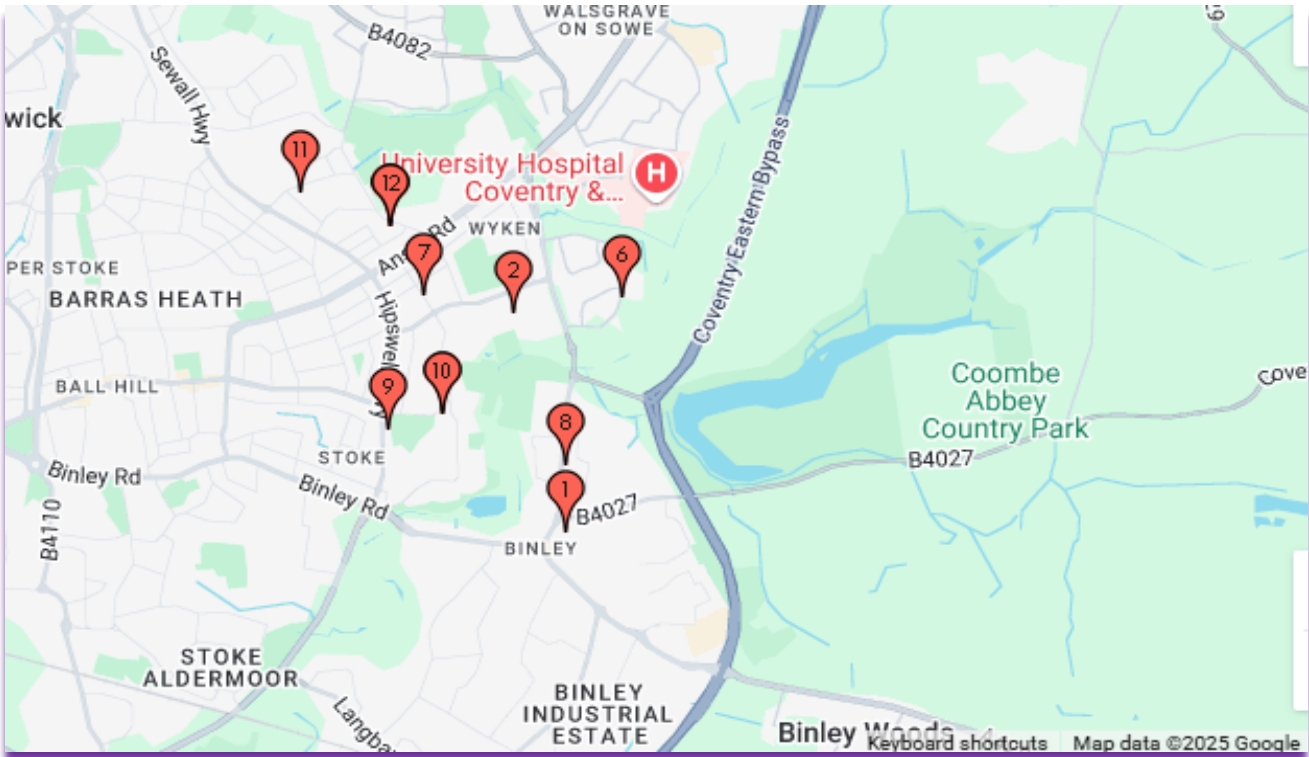 WALSGRAVE
ON SOWE
B4082
Sewall Hwy
wick
11
University Hospital
Coventry &...
H
12
Coventry Eastern Bypass
WYKEN
7
2
6
PER STOKE
BARRAS HEATH
10
BALL HILL
9
Coombe
Abbey
Country Park
Cove
8
STOKE
B4027
Binley Rd
Binley Rd
1
B4027
B4110
BINLEY
STOKE
ALDERMOOR
BINLEY
INDUSTRIAL
ESTATE
Binley Woods
Keyboard shortcuts
Map data ©2025 Google